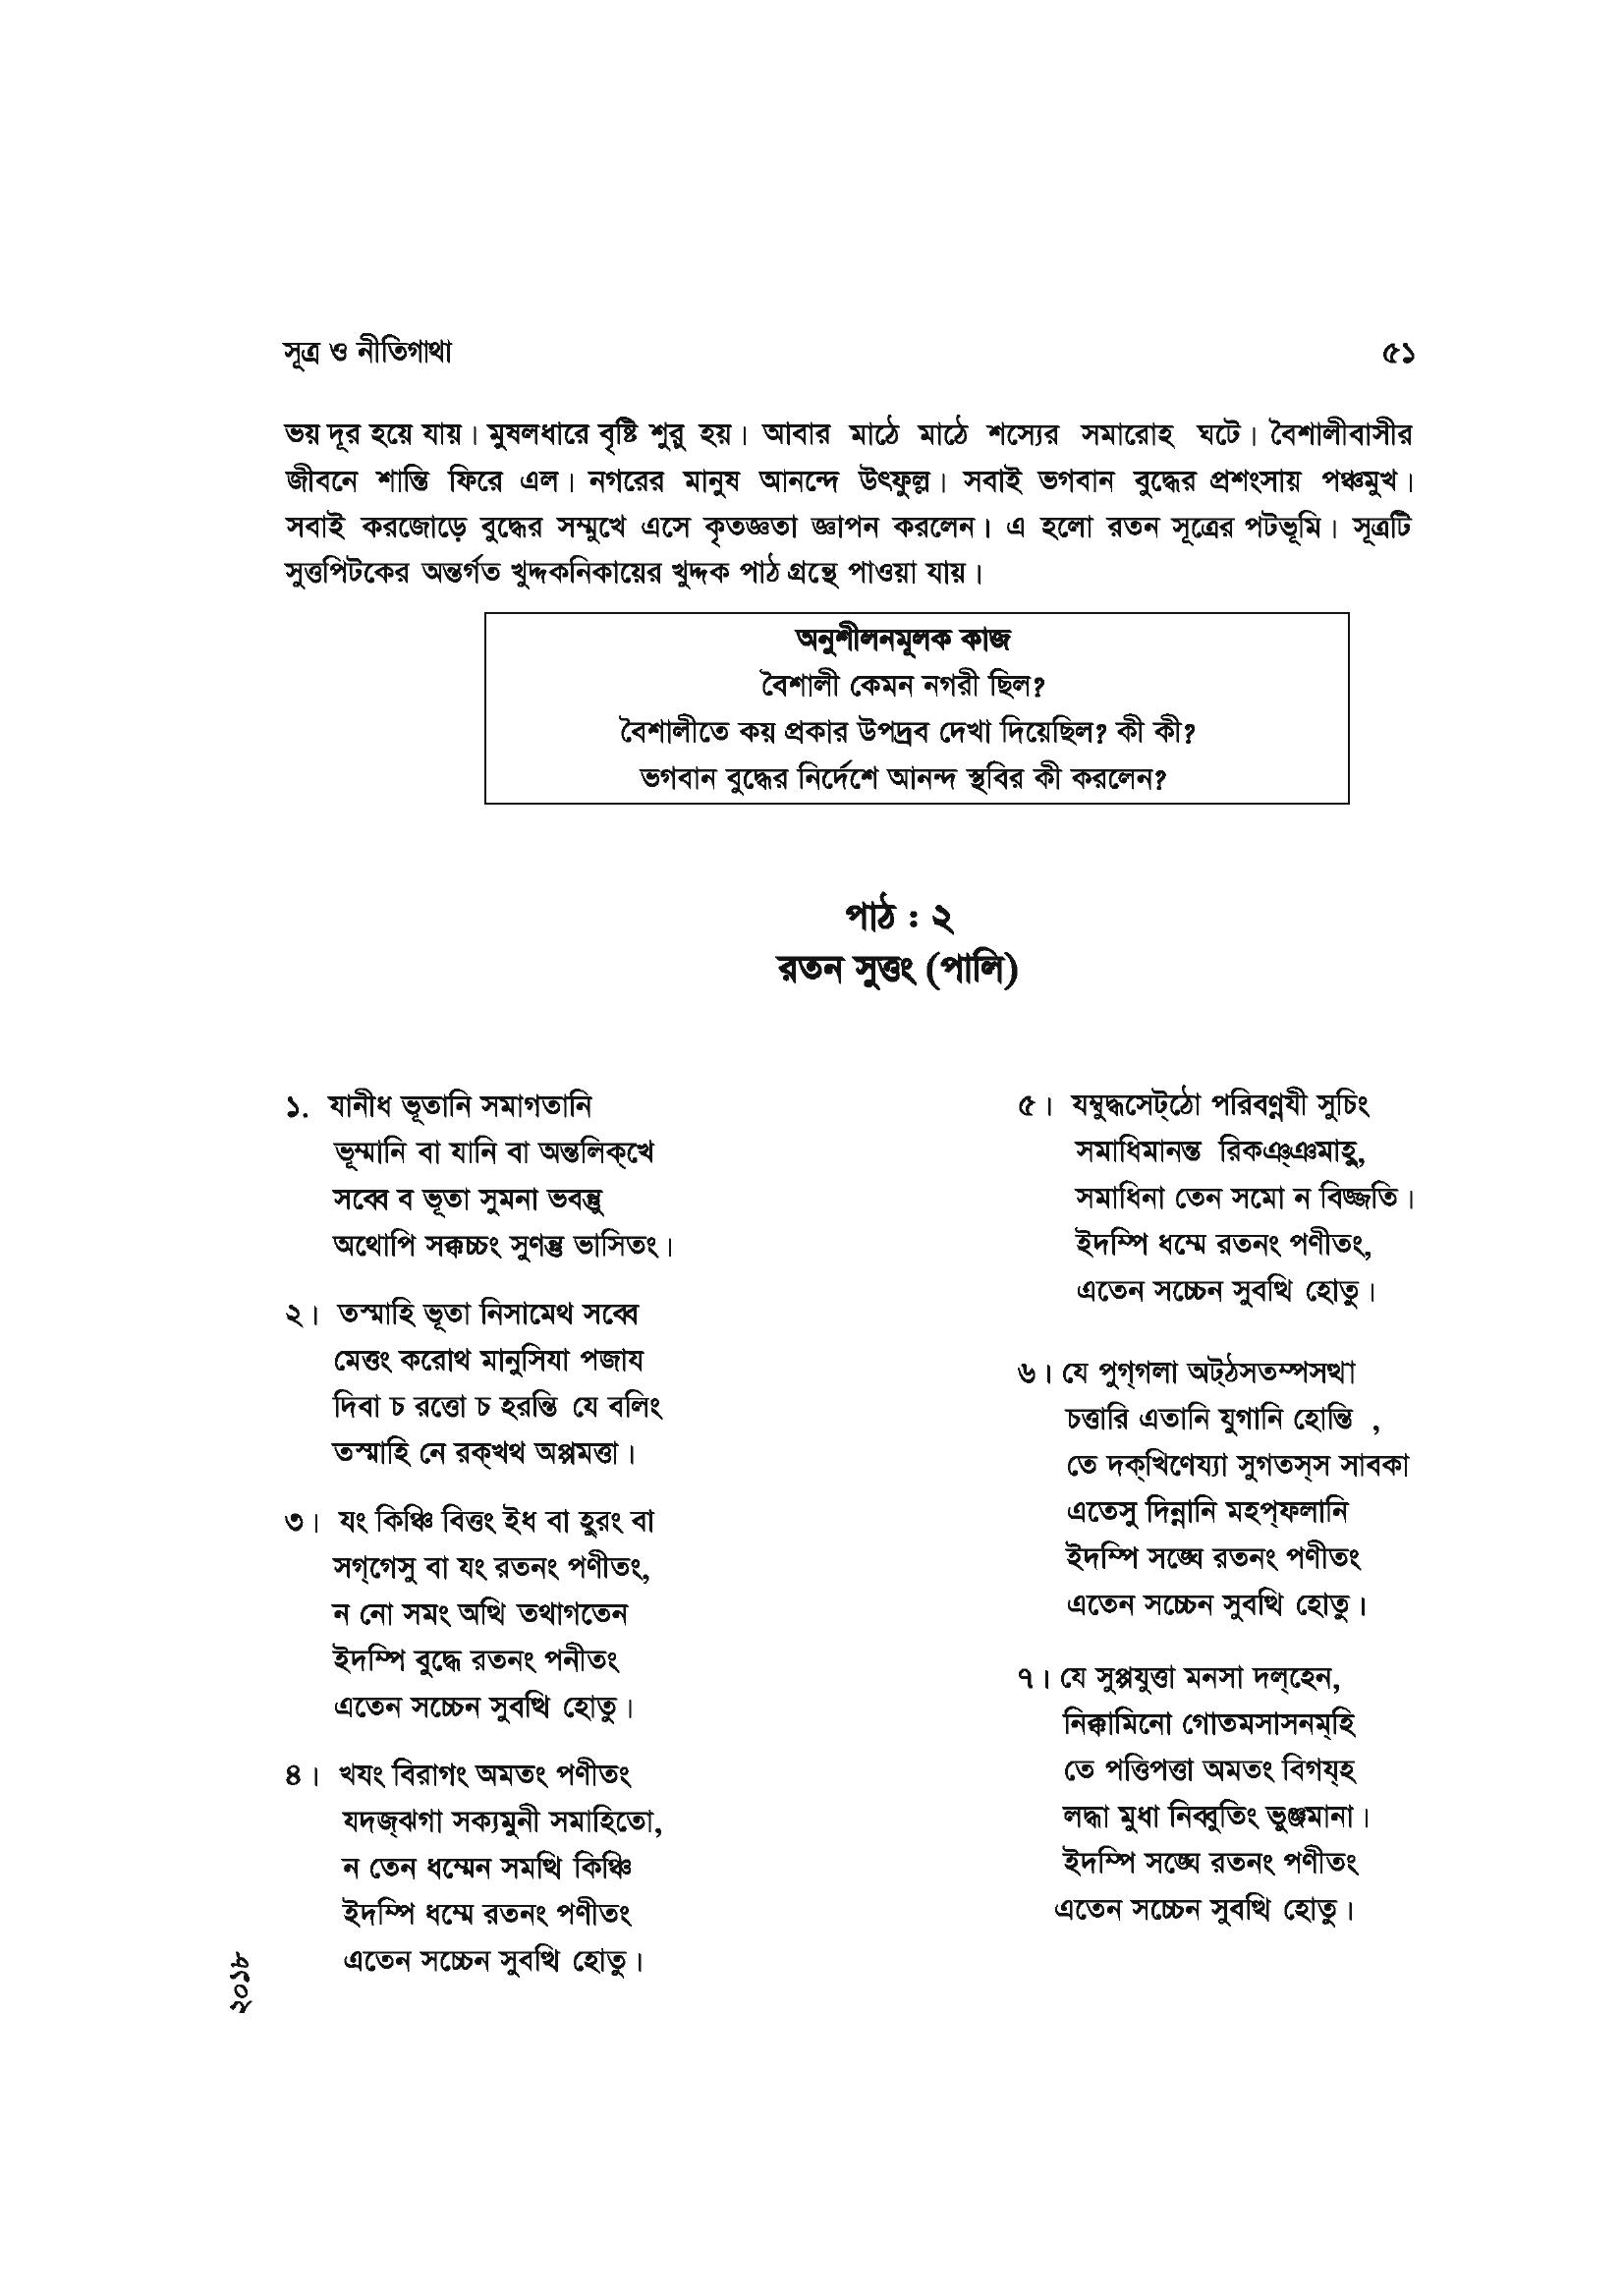 সূত্র ও নীতিগাথা ৫১
ভয় দূর হয়ে যায়। মুষলধারে বৃষ্টি শুরু হয়। আবার মাঠে মাঠে শস্যের সমারোহ ঘটে। বৈশালীবাসীর
জীবনে শান্তি ফিরে এল। নগরের মানুষ আনন্দে উৎফুল্ল। সবাই ভগবান বুদ্ধের প্রশংসায় পঞ্চমুখ।
সবাই করজোড়ে বুদ্ধের সম্মুখে এসে কৃতজ্ঞতা জ্ঞাপন করলেন। এ হলো রতন সূত্রের পটভূমি। সূত্রটি
সুত্তপিটকের অন্তর্গত খুদ্দকনিকায়ের খুদ্দক পাঠ গ্রন্থে পাওয়া যায়।
অনুশীলনমূলক কাজ
বৈশালী কেমন নগরী ছিল?
বৈশালীতে কয় প্রকার উপদ্রব দেখা দিয়েছিল? কী কী?
ভগবান বুদ্ধের নির্দেশে আনন্দ স্থবির কী করলেন?
পাঠ : ২
রতন সুত্তং (পালি)
১. যানীধ ভূতানি সমাগতানি
ভূম্মানি বা যানি বা অন্তলিক্‌খে
সব্বে ব ভূতা সুমনা ভবন্তু
অথোপি সক্কচ্চং সুণন্তু ভাসিতং।
২। তস্মাহি ভূতা নিসামেথ সব্বে
মেত্তং করোথ মানুসিযা পজায
দিবা চ রত্তো চ হরন্তি যে বলিং
তস্মাহি নে রক্‌খথ অপ্পমত্তা।
৩। যং কিঞ্চি বিত্তং ইধ বা হুরং বা
সগ্‌গেসু বা যং রতনং পণীতং,
ন নো সমং অত্থি তথাগতেন
ইদম্পি বুদ্ধে রতনং পনীতং
এতেন সচ্চেন সুবত্থি হোতু।
৪। খযং বিরাগং অমতং পণীতং
যদজ্‌ঝগা সক্যমুনী সমাহিতো,
ন তেন ধম্মেন সমত্থি কিঞ্চি
ইদম্পি ধম্মে রতনং পণীতং
এতেন সচ্চেন সুবত্থি হোতু।
৫। যম্বুদ্ধসেট্‌ঠো পরিবণ্ণযী সুচিং
সমাধিমানন্ত রিকঞ্‌ঞমাহু,
সমাধিনা তেন সমো ন বিজ্জতি।
ইদম্পি ধম্মে রতনং পণীতং,
এতেন সচ্চেন সুবত্থি হোতু।
৬। যে পুগ্‌গলা অট্‌ঠসতম্পসত্থা
চত্তারি এতানি যুগানি হোন্তি ,
তে দক্‌খিণেয্যা সুগতস্‌স সাবকা
এতেসু দিন্নানি মহপ্‌ফলানি
ইদম্পি সঙ্ঘে রতনং পণীতং
এতেন সচ্চেন সুবত্থি হোতু।
৭। যে সুপ্পযুত্তা মনসা দল্‌হেন,
নিক্কামিনো গোতমসাসনম্‌হি
তে পত্তিপত্তা অমতং বিগয্‌হ
লদ্ধা মুধা নিব্বুতিং ভুঞ্জমানা।
ইদম্পি সঙ্ঘে রতনং পণীতং
এতেন সচ্চেন সুবত্থি হোতু।
২০১৮